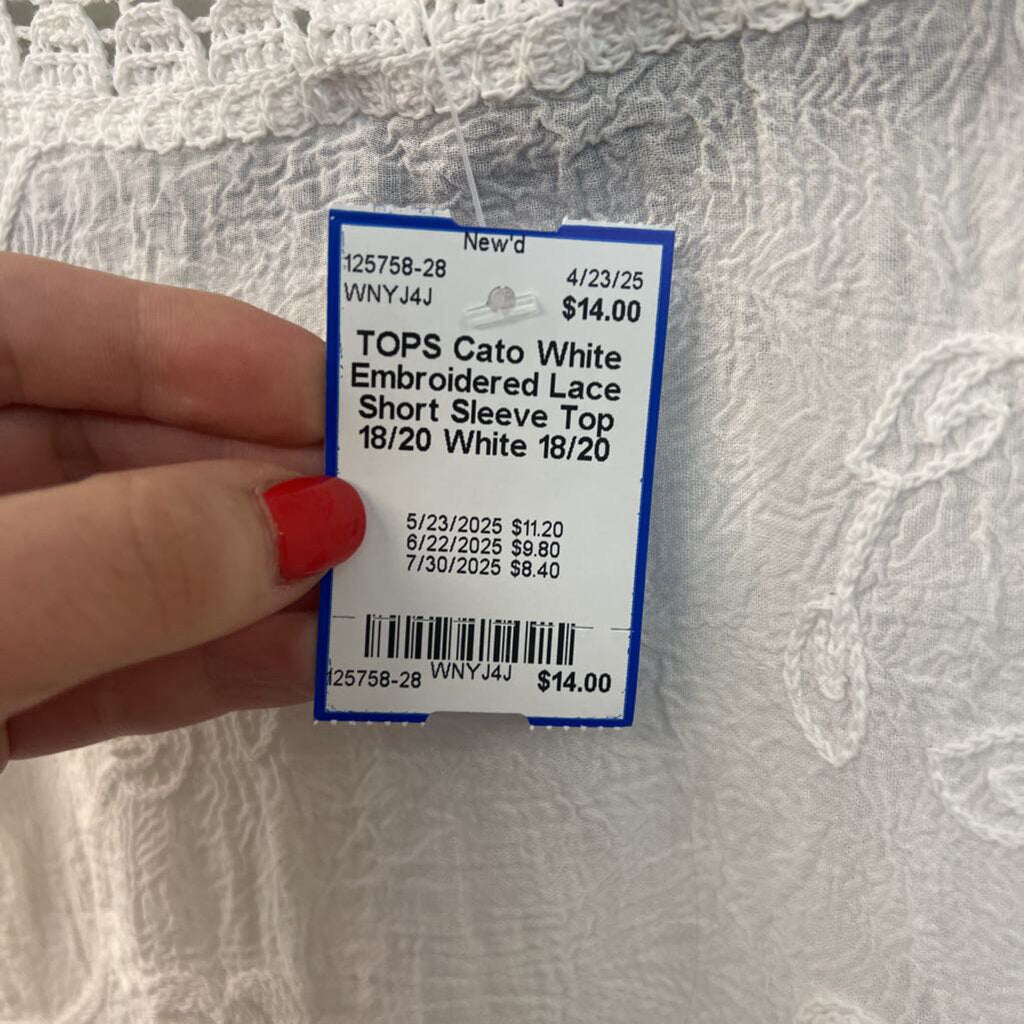 New'd
125758-28
4/23/25
WNYJ4J
$14.00
TOPS Cato White
Embroidered Lace
Short Sleeve Top
18/20 White 18/20
5/23/2025 $11.20
6/22/2025 $9.80
7/30/2025 $8.40
125758-28 WNYJ4J $14.00